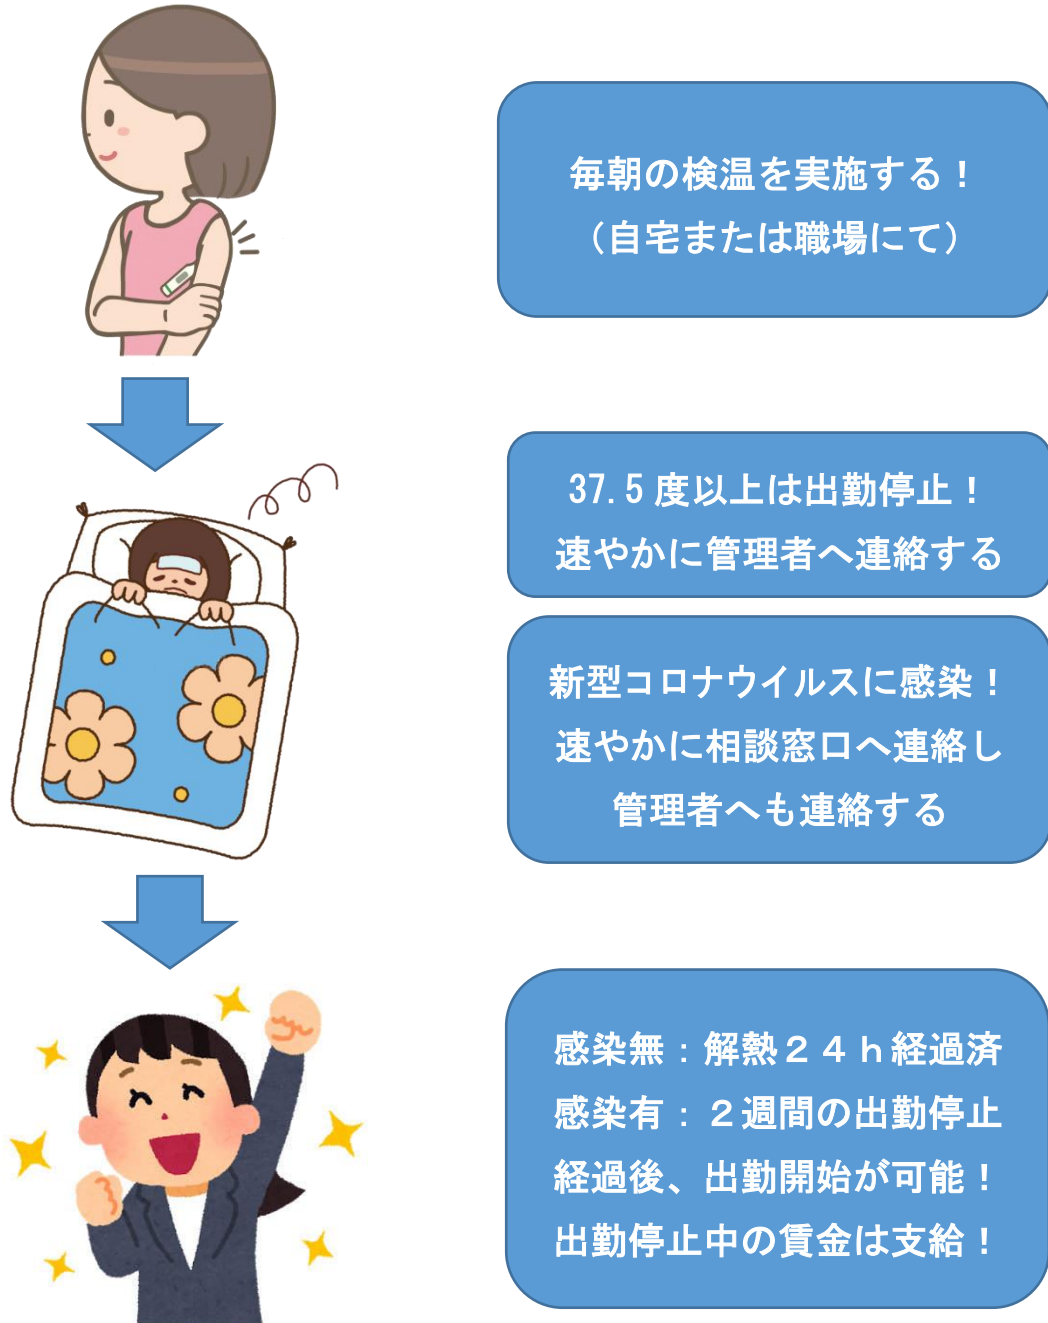 毎朝の検温を実施する！
（自宅または職場にて）
37.5度以上は出勤停止！
速やかに管理者へ連絡する
新型コロナウイルスに感染！
速やかに相談窓口へ連絡し
管理者へも連絡する
感染無：解熱２４ｈ経過済
感染有：２週間の出勤停止
経過後、出勤開始が可能！
出勤停止中の賃金は支給！